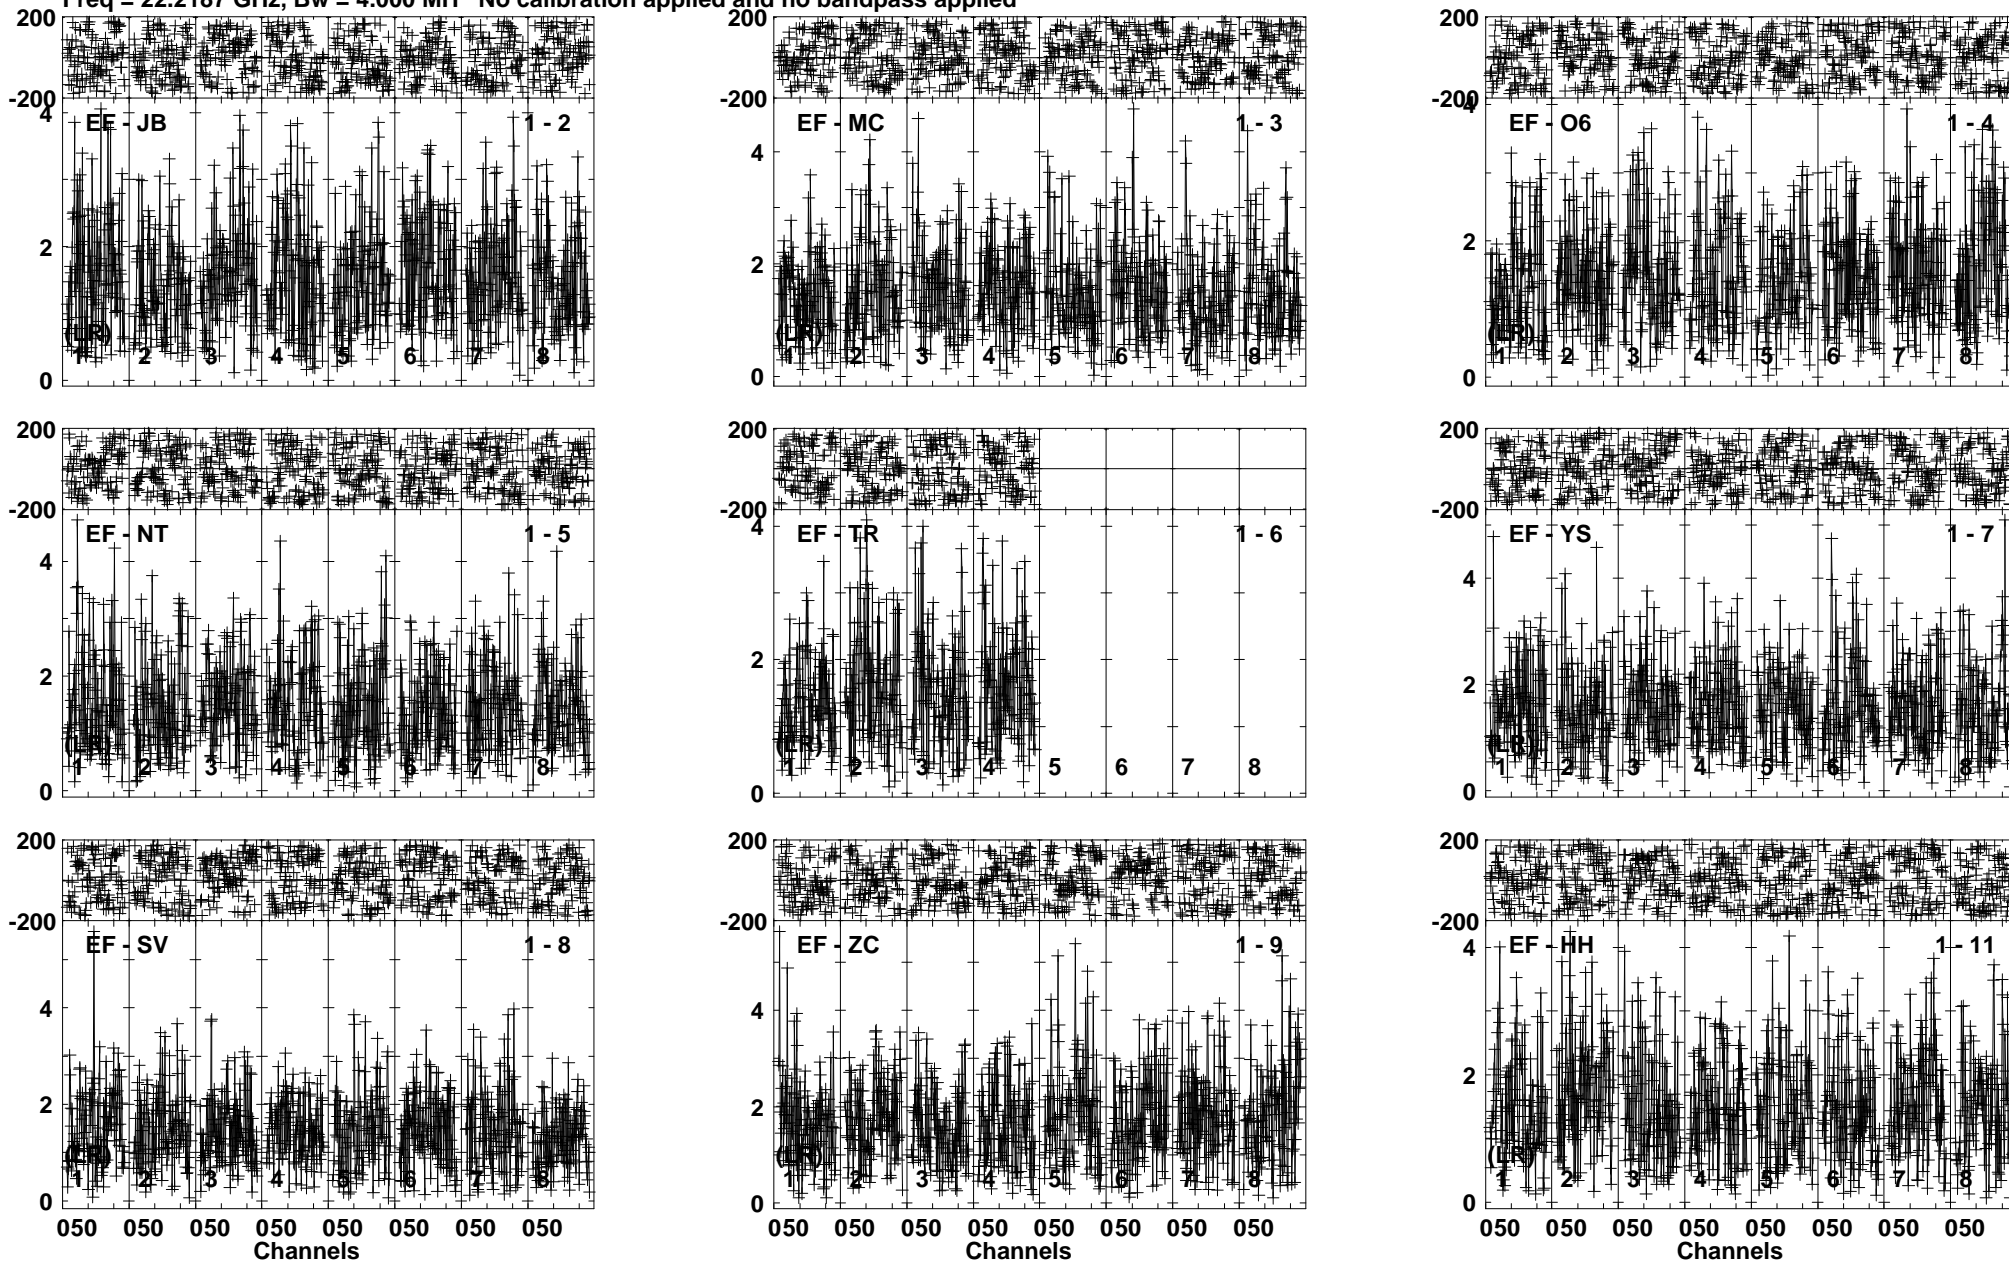 Freq = 22.2187 GHz, Bw = 4.000 MH No calibration applied and no bandpass applied
200 200 200
-200 -200 -200
4 EF - JB 1 - 2 EF - MC 1 - 3 4 EF - O6 1 - 4
4
2 2 2
(LR) (LR) (LR)
1 2 3 4 5 6 7 8 1 2 3 4 5 6 7 8 1 2 3 4 5 6 7 8
0 0 0
200 200 200
-200 -200 -200
EF - NT 1 - 5 4 EF - TR 1 - 6 EF - YS 1 - 7
4 4
2 2 2
(LR) (LR) (LR)
1 2 3 4 5 6 7 8 1 2 3 4 5 6 7 8 1 2 3 4 5 6 7 8
0 0 0
200 200 200
-200 -200 -200
EF - SV 1 - 8 EF - ZC 1 - 9 4 EF - HH 1 - 11
4 4
2 2 2
(LR) (LR) (LR)
1 2 3 4 5 6 7 8 1 2 3 4 5 6 7 8 1 2 3 4 5 6 7 8
0 0 0
050 050 050 050 050 050 050 050 050 050 050 050 050 050 050 050 050 050 050 050 050 050 050 050
Channels Channels Channels